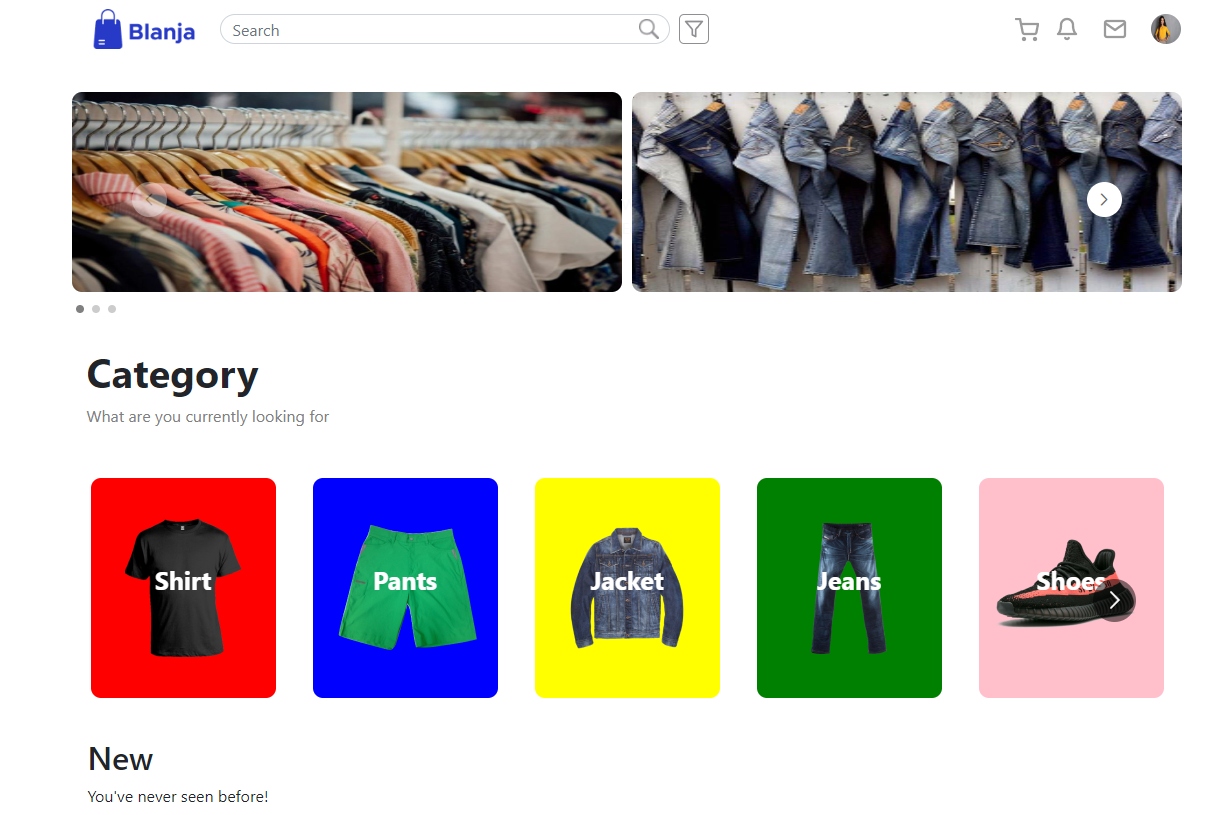 Blanja
Search
Category
What are you currently looking for
Shirt
Pants
Jacket
Jeans
Shoes
New
You've never seen before!